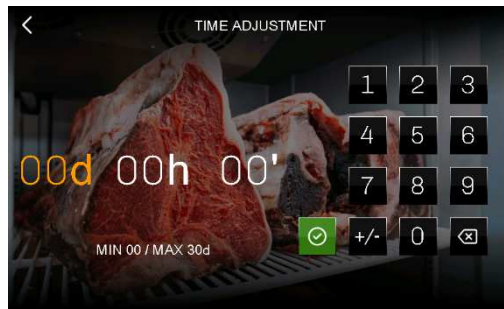 TIME ADJUSTMENT
1 2 3
4 5 6
00d 00h 00'
7 8 9
+/- 0
MIN 00 / MAX 30d